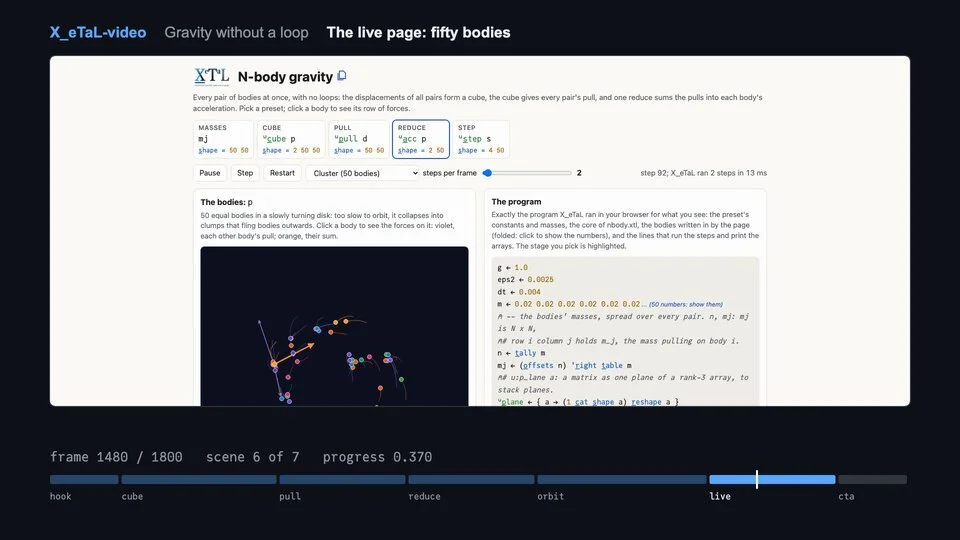 X_eTaL-video Gravity without a loop The live page: fifty bodies
XeTaL N-body gravity
Every pair of bodies at once, with no loops: the displacements of all pairs form a cube, the cube gives every pair's pull, and one reduce sums the pulls into each body's
acceleration. Pick a preset; click a body to see its row of forces.
MASSES CUBE PULL REDUCE STEP
mj ᵘcube p ᵘpull d ᵘacc p ᵘstep s
shape = 50 50 shape = 2 50 50 shape = 50 50 shape = 2 50 shape = 4 50
Pause Step Restart Cluster (50 bodies) steps per frame 2 step 92; X_eTaL ran 2 steps in 13 ms
The bodies: p
50 equal bodies in a slowly turning disk: too slow to orbit, it collapses into
clumps that fling bodies outwards. Click a body to see the forces on it: violet,
each other body's pull; orange, their sum.
The program
Exactly the program X_eTaL ran in your browser for what you see: the preset's
constants and masses, the core of nbody.xtl, the bodies written in by the page
(folded: click to show the numbers), and the lines that run the steps and print the
arrays. The stage you pick is highlighted.
g ← 1.0
eps2 ← 0.0025
dt ← 0.004
m ← 0.02 0.02 0.02 0.02 0.02 0.02 0.02 … (50 numbers: show them)
⍝ -- the bodies' masses, spread over every pair. n, mj: mj
is N x N,
⍝# row i column j holds m_j, the mass pulling on body i.
n ← tally m
mj ← (offsets n) 'right table m
⍝# u:p_lane a: a matrix as one plane of a rank-3 array, to
stack planes.
ᵘplane ← { a → (1 cat shape a) reshape a }
frame 1480 / 1800 scene 6 of 7 progress 0.370
hook cube pull reduce orbit live cta